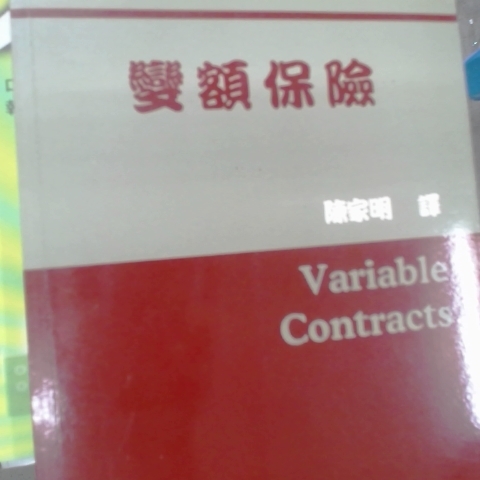 變額保險
陳家明 譯
Variable
Contracts